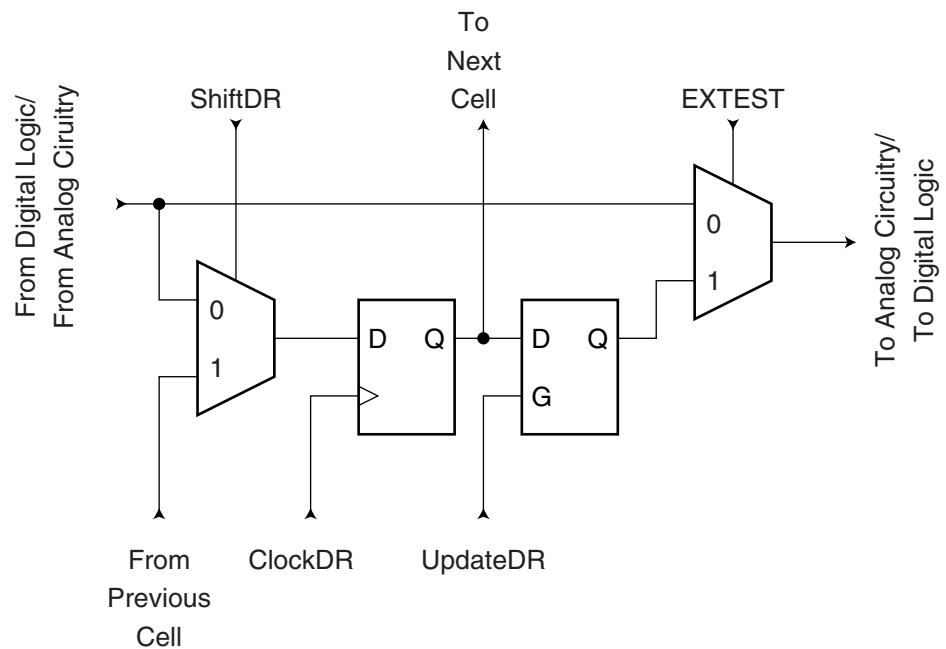 To
Next
Cell
ShiftDR
EXTEST
From Digital Logic/
From Analog Ciruitry
To Analog Circuitry/
To Digital Logic
0
1
0
1
D
Q
D
Q
G
From
Previous
Cell
ClockDR
UpdateDR